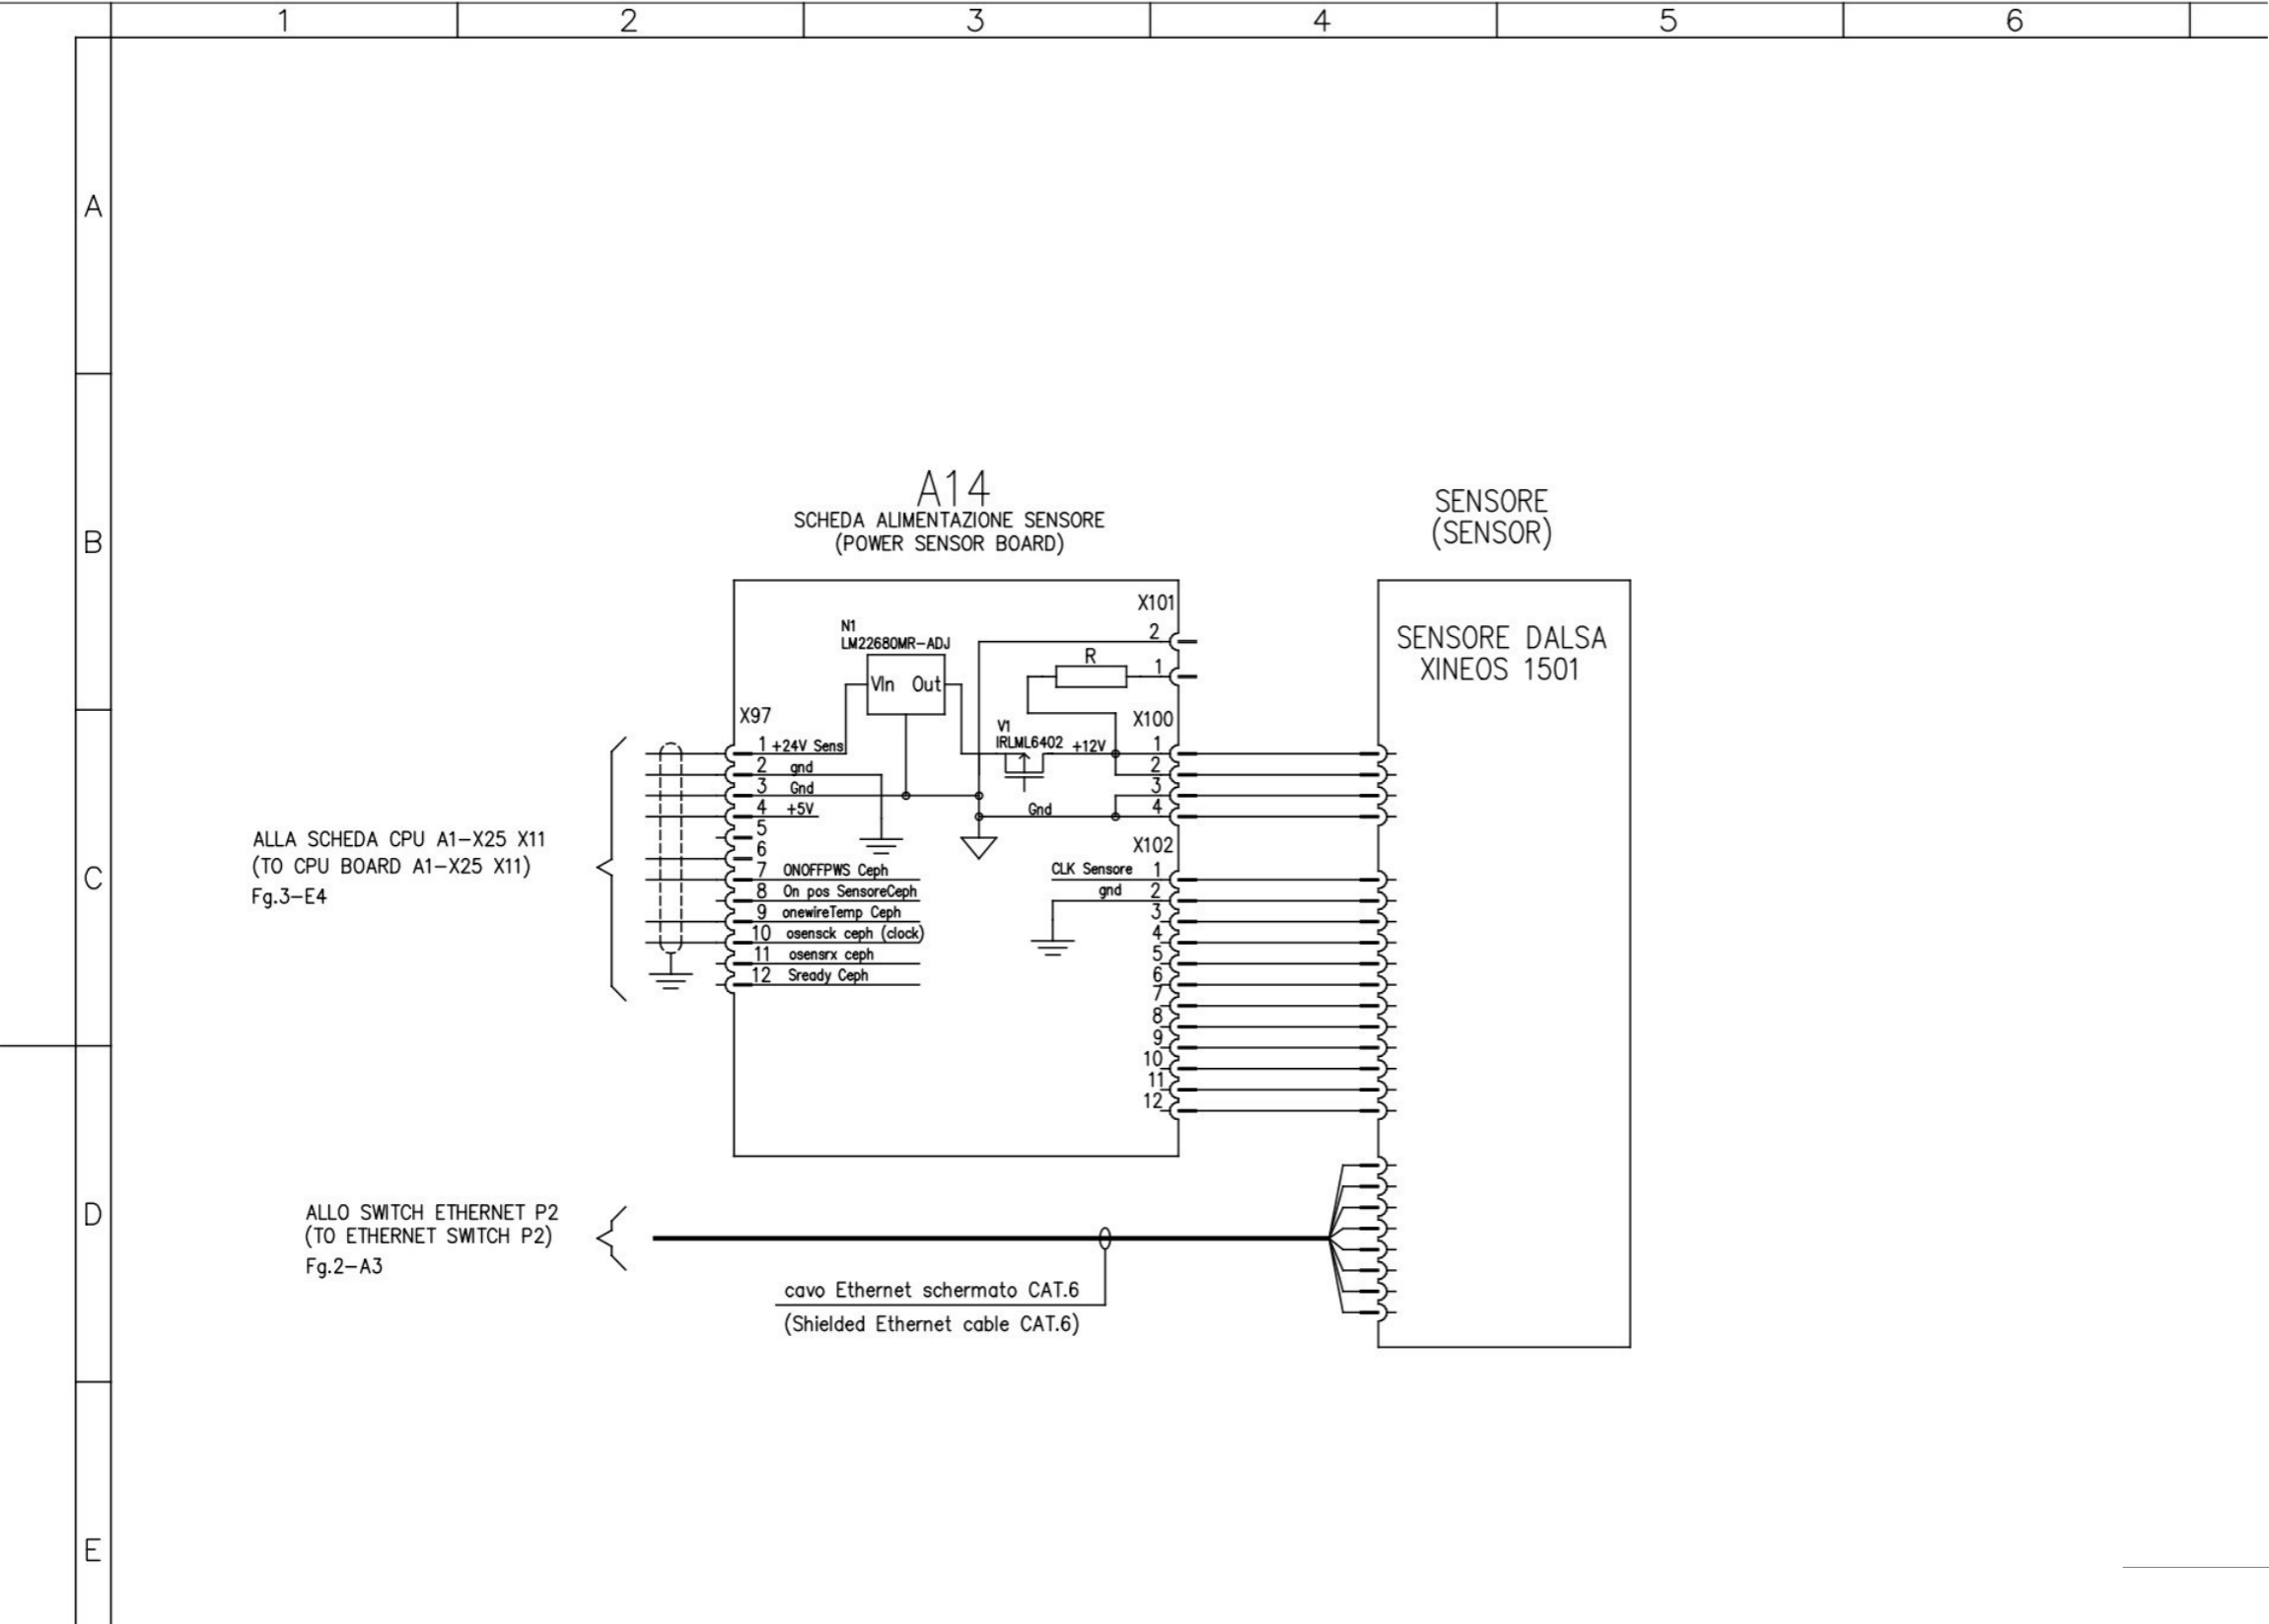 1 2 3 4 5 6
A
B
C
D
E
A14
SCHEDA ALIMENTAZIONE SENSORE
(POWER SENSOR BOARD)
SENSORE
(SENSOR)
SENSORE DALSA
XINEOS 1501
N1
LM22680MR-ADJ
VIn Out
X101
2
1
R
V1
IRLML6402
+12V
X100
1
2
3
4
Gnd
X97
1 +24V Sens
2 gnd
3 Gnd
4 +5V
5
6
7 ONOFFPWS Ceph
8 On pos SensoreCeph
9 onewireTemp Ceph
10 osensck ceph (clock)
11 osensrx ceph
12 Sready Ceph
X102
CLK Sensore 1
gnd 2
3
4
5
6
7
8
9
10
11
12
ALLA SCHEDA CPU A1-X25 X11
(TO CPU BOARD A1-X25 X11)
Fg.3-E4
ALLO SWITCH ETHERNET P2
(TO ETHERNET SWITCH P2)
Fg.2-A3
cavo Ethernet schermato CAT.6
(Shielded Ethernet cable CAT.6)